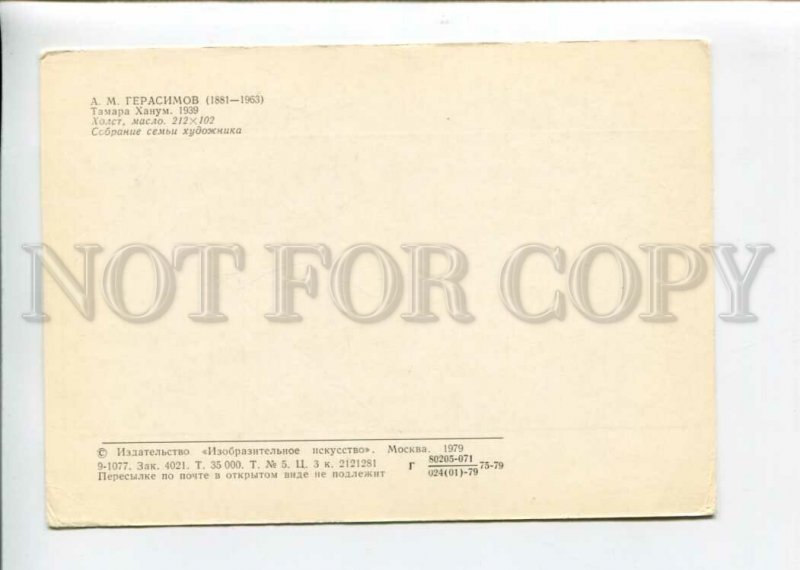 А. М. ГЕРАСИМОВ (1881—1963)
Тамара Ханум. 1939
Холст, масло. 212×102
Собрание семьи художника
NOT FOR COPY
© Издательство «Изобразительное искусство». Москва. 1979
9-1077. Зак. 4021. Т. 35 000. Т. № 5. Ц. 3 к. 2121281
Пересылке по почте в открытом виде не подлежит
Г 80205-071 75-79
024(01)-79